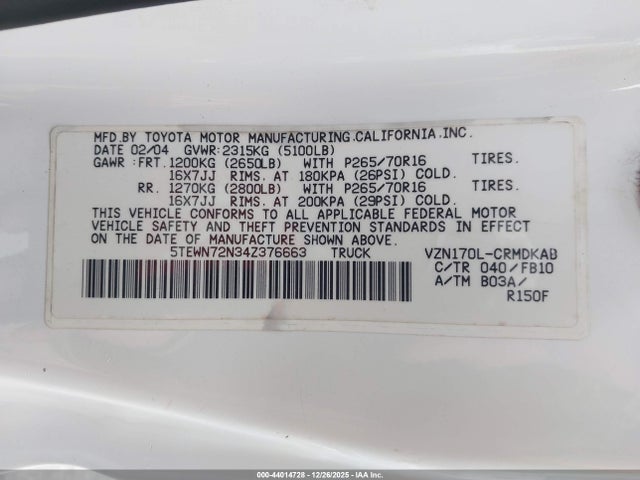 MFD.BY TOYOTA MOTOR MANUFACTURING,CALIFORNIA,INC.
DATE 02/04 GVWR:2315KG (5100LB)
GAWR :FRT.1200KG (2650LB) WITH P265/70R16 TIRES.
16X7JJ RIMS. AT 180KPA (26PSI) COLD.
RR. 1270KG (2800LB) WITH P265/70R16 TIRES.
16X7JJ RIMS. AT 200KPA (29PSI) COLD.
THIS VEHICLE CONFORMS TO ALL APPLICABLE FEDERAL MOTOR
VEHICLE SAFETY AND THEFT PREVENTION STANDARDS IN EFFECT
ON THE DATE OF MANUFACTURE SHOWN ABOVE.
5TEWN72N34Z376663 TRUCK VZN170L-CRMDKAB
C/TR 040/FB10
A/TM B03A/
R150F
000-44014728 - 12/26/2025 - IAA Inc.